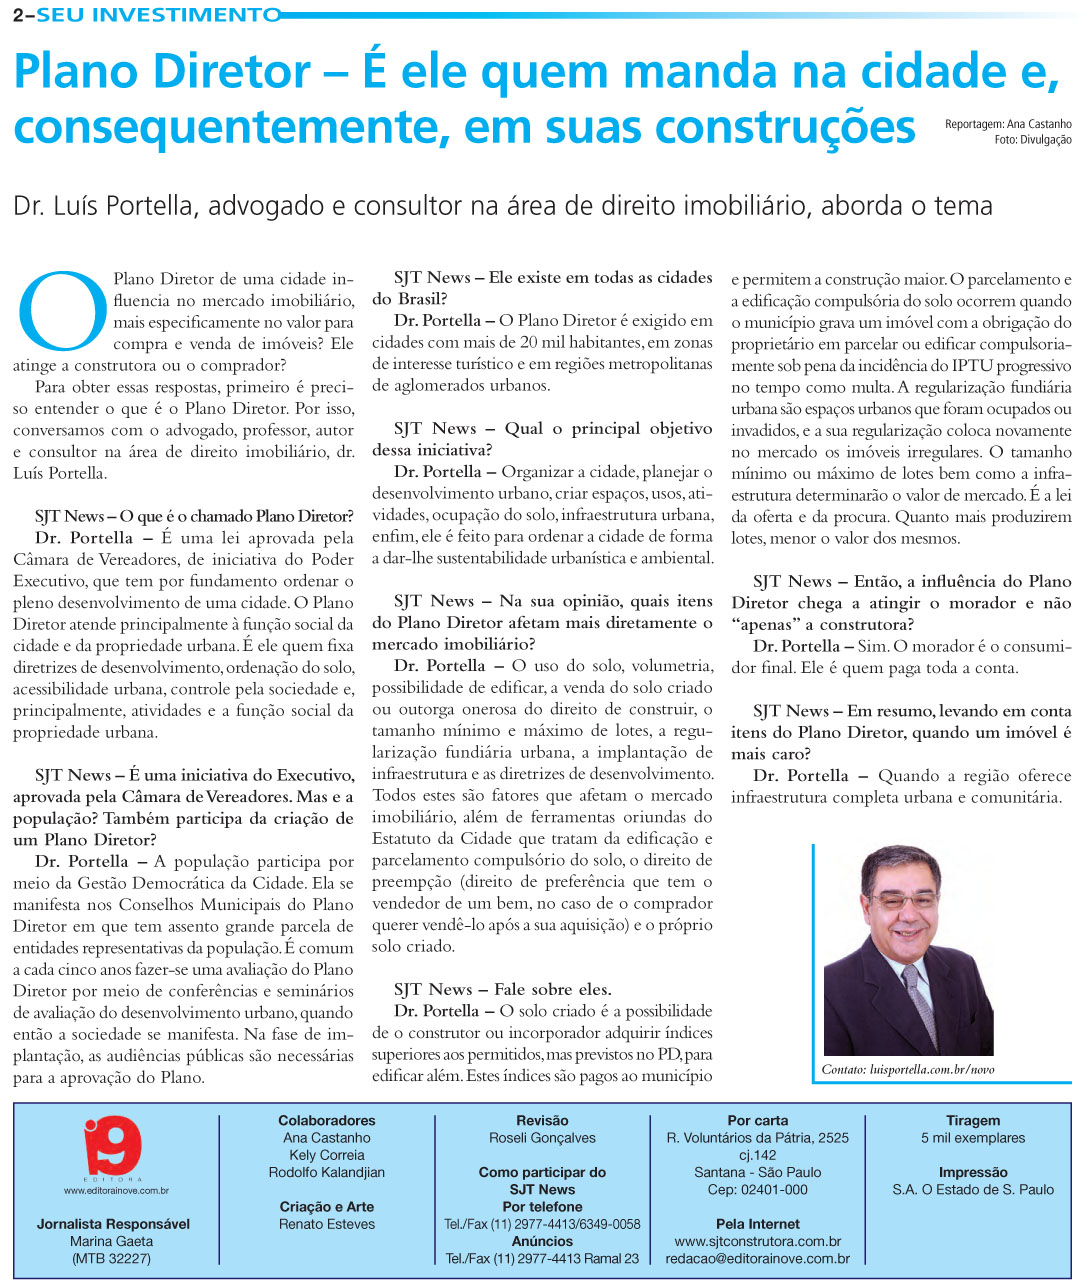 2–SEU INVESTIMENTO
Plano Diretor – É ele quem manda na cidade e,
consequentemente, em suas construções
Reportagem: Ana Castanho
Foto: Divulgação
Dr. Luís Portella, advogado e consultor na área de direito imobiliário, aborda o tema
O Plano Diretor de uma cidade in-
fluencia no mercado imobiliário,
mais especificamente no valor para
compra e venda de imóveis? Ele
atinge a construtora ou o comprador?
Para obter essas respostas, primeiro é preci-
so entender o que é o Plano Diretor. Por isso,
conversamos com o advogado, professor, autor
e consultor na área de direito imobiliário, dr.
Luís Portella.
SJT News – O que é o chamado Plano Diretor?
Dr. Portella – É uma lei aprovada pela
Câmara de Vereadores, de iniciativa do Poder
Executivo, que tem por fundamento ordenar o
pleno desenvolvimento de uma cidade. O Plano
Diretor atende principalmente à função social da
cidade e da propriedade urbana. É ele quem fixa
diretrizes de desenvolvimento, ordenação do solo,
acessibilidade urbana, controle pela sociedade e,
principalmente, atividades e a função social da
propriedade urbana.
SJT News – É uma iniciativa do Executivo,
aprovada pela Câmara de Vereadores. Mas e a
população? Também participa da criação de
um Plano Diretor?
Dr. Portella – A população participa por
meio da Gestão Democrática da Cidade. Ela se
manifesta nos Conselhos Municipais do Plano
Diretor em que tem assento grande parcela de
entidades representativas da população. É comum
a cada cinco anos fazer-se uma avaliação do Plano
Diretor por meio de conferências e seminários
de avaliação do desenvolvimento urbano, quando
então a sociedade se manifesta. Na fase de im-
plantação, as audiências públicas são necessárias
para a aprovação do Plano.
SJT News – Ele existe em todas as cidades
do Brasil?
Dr. Portella – O Plano Diretor é exigido em
cidades com mais de 20 mil habitantes, em zonas
de interesse turístico e em regiões metropolitanas
de aglomerados urbanos.
SJT News – Qual o principal objetivo
dessa iniciativa?
Dr. Portella – Organizar a cidade, planejar o
desenvolvimento urbano, criar espaços, usos, ati-
vidades, ocupação do solo, infraestrutura urbana,
enfim, ele é feito para ordenar a cidade de forma
a dar-lhe sustentabilidade urbanística e ambiental.
SJT News – Na sua opinião, quais itens
do Plano Diretor afetam mais diretamente o
mercado imobiliário?
Dr. Portella – O uso do solo, volumetria,
possibilidade de edificar, a venda do solo criado
ou outorga onerosa do direito de construir, o
tamanho mínimo e máximo de lotes, a regu-
larização fundiária urbana, a implantação de
infraestrutura e as diretrizes de desenvolvimento.
Todos estes são fatores que afetam o mercado
imobiliário, além de ferramentas oriundas do
Estatuto da Cidade que tratam da edificação e
parcelamento compulsório do solo, o direito de
preempção (direito de preferência que tem o
vendedor de um bem, no caso de o comprador
querer vendê-lo após a sua aquisição) e o próprio
solo criado.
SJT News – Fale sobre eles.
Dr. Portella – O solo criado é a possibilidade
de o construtor ou incorporador adquirir índices
superiores aos permitidos, mas previstos no PD, para
edificar além. Estes índices são pagos ao município
e permitem a construção maior. O parcelamento e
a edificação compulsória do solo ocorrem quando
o município grava um imóvel com a obrigação do
proprietário em parcelar ou edificar compulsoria-
mente sob pena da incidência do IPTU progressivo
no tempo como multa. A regularização fundiária
urbana são espaços urbanos que foram ocupados ou
invadidos, e a sua regularização coloca novamente
no mercado os imóveis irregulares. O tamanho
mínimo ou máximo de lotes bem como a infra-
estrutura determinarão o valor de mercado. É a lei
da oferta e da procura. Quanto mais produzirem
lotes, menor o valor dos mesmos.
SJT News – Então, a influência do Plano
Diretor chega a atingir o morador e não
“apenas” a construtora?
Dr. Portella – Sim. O morador é o consumi-
dor final. Ele é quem paga toda a conta.
SJT News – Em resumo, levando em conta
itens do Plano Diretor, quando um imóvel é
mais caro?
Dr. Portella – Quando a região oferece
infraestrutura completa urbana e comunitária.
Contato: luisportella.com.br/novo
i9
EDITORA
www.editorainove.com.br
Jornalista Responsável
Marina Gaeta
(MTB 32227)
Colaboradores
Ana Castanho
Kely Correia
Rodolfo Kalandjian
Criação e Arte
Renato Esteves
Revisão
Roseli Gonçalves
Como participar do
SJT News
Por telefone
Tel./Fax (11) 2977-4413/6349-0058
Anúncios
Tel./Fax (11) 2977-4413 Ramal 23
Por carta
R. Voluntários da Pátria, 2525
cj.142
Santana - São Paulo
Cep: 02401-000
Pela Internet
www.sjtconstrutora.com.br
redacao@editorainove.com.br
Tiragem
5 mil exemplares
Impressão
S.A. O Estado de S. Paulo